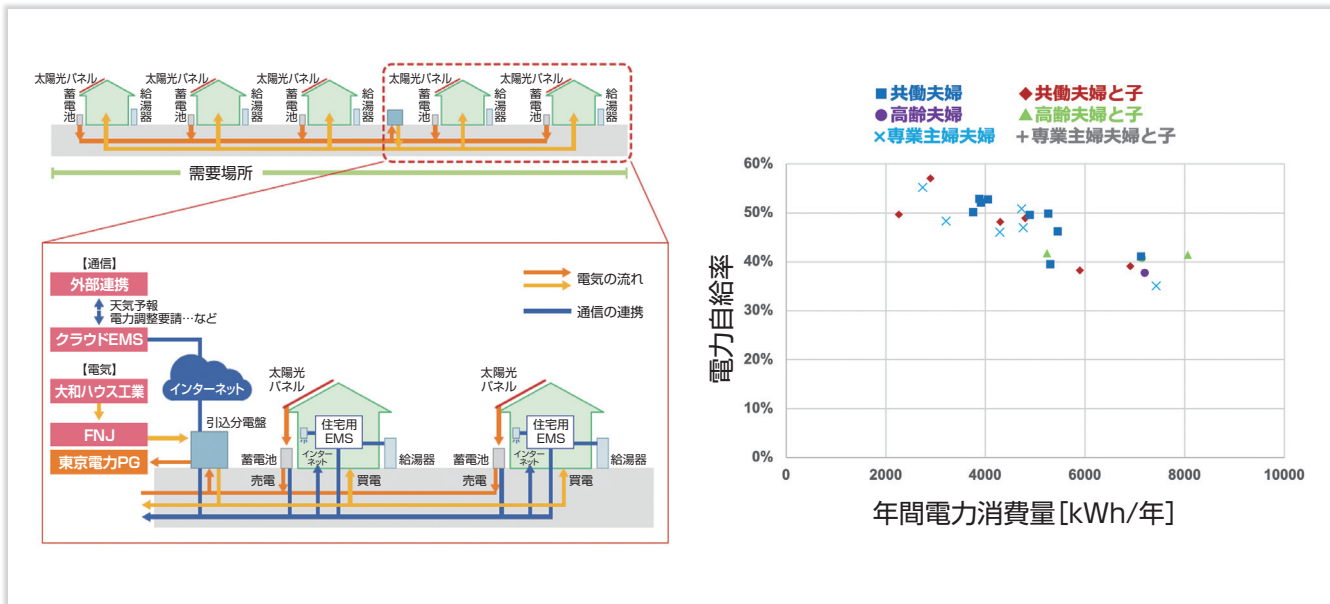 太陽光パネル
太陽光パネル
太陽光パネル
太陽光パネル
太陽光パネル
蓄電池
給湯器
蓄電池
給湯器
蓄電池
給湯器
蓄電池
給湯器
蓄電池
給湯器
需要場所
【通信】
外部連携
天気予報
電力調整要請…など
クラウドEMS
【電気】
大和ハウス工業
FNJ
東京電力PG
インターネット
引込分電盤
電気の流れ
通信の連携
太陽光
パネル
住宅用
EMS
インター
ネット
蓄電池
給湯器
売電
買電
太陽光
パネル
住宅用
EMS
インター
ネット
蓄電池
給湯器
売電
買電
共働夫婦
共働夫婦と子
高齢夫婦
高齢夫婦と子
専業主婦夫婦
専業主婦夫婦と子
60%
50%
40%
30%
20%
10%
0%
電力自給率
0 2000 4000 6000 8000 10000
年間電力消費量[kWh/年]